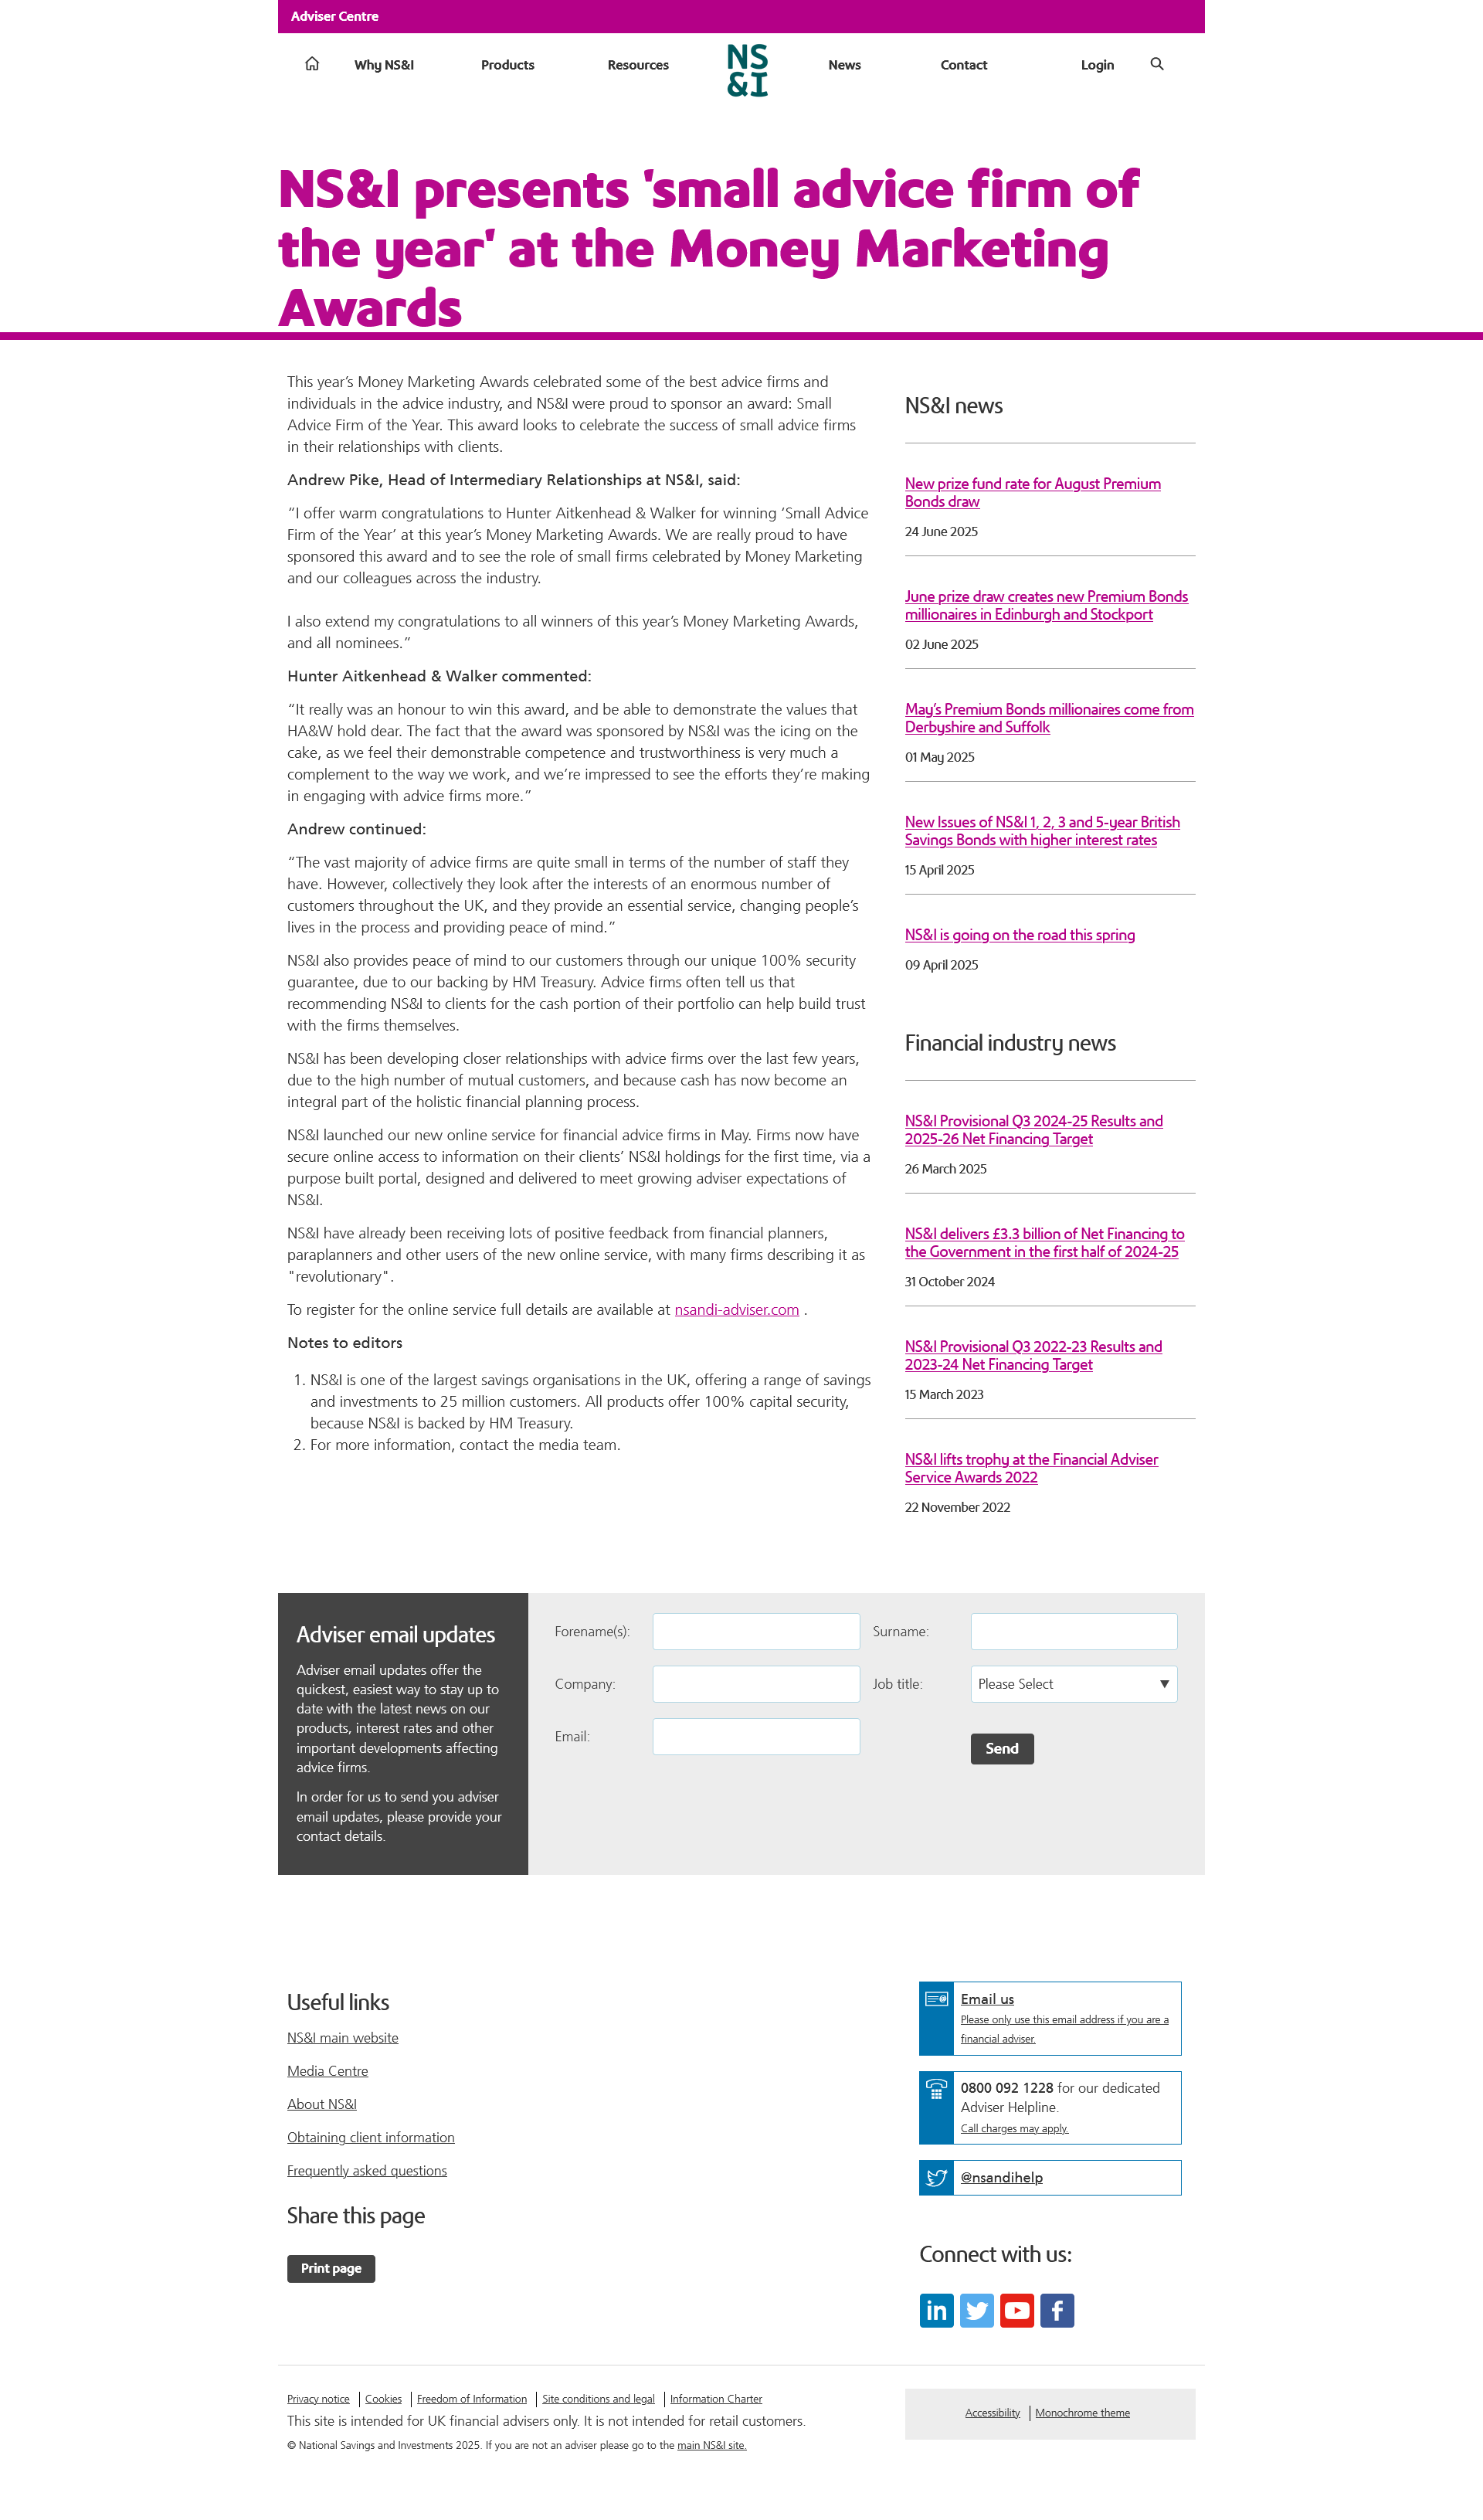 Adviser Centre
Why NS&I
Products
Resources
NS
&I
News
Contact
Login
NS&I presents 'small advice firm of
the year' at the Money Marketing
Awards
This year’s Money Marketing Awards celebrated some of the best advice firms and
individuals in the advice industry, and NS&I were proud to sponsor an award: Small
Advice Firm of the Year. This award looks to celebrate the success of small advice firms
in their relationships with clients.
Andrew Pike, Head of Intermediary Relationships at NS&I, said:
“I offer warm congratulations to Hunter Aitkenhead & Walker for winning ‘Small Advice
Firm of the Year’ at this year’s Money Marketing Awards. We are really proud to have
sponsored this award and to see the role of small firms celebrated by Money Marketing
and our colleagues across the industry.
I also extend my congratulations to all winners of this year’s Money Marketing Awards,
and all nominees.”
Hunter Aitkenhead & Walker commented:
“It really was an honour to win this award, and be able to demonstrate the values that
HA&W hold dear. The fact that the award was sponsored by NS&I was the icing on the
cake, as we feel their demonstrable competence and trustworthiness is very much a
complement to the way we work, and we’re impressed to see the efforts they’re making
in engaging with advice firms more.”
Andrew continued:
“The vast majority of advice firms are quite small in terms of the number of staff they
have. However, collectively they look after the interests of an enormous number of
customers throughout the UK, and they provide an essential service, changing people’s
lives in the process and providing peace of mind.”
NS&I also provides peace of mind to our customers through our unique 100% security
guarantee, due to our backing by HM Treasury. Advice firms often tell us that
recommending NS&I to clients for the cash portion of their portfolio can help build trust
with the firms themselves.
NS&I has been developing closer relationships with advice firms over the last few years,
due to the high number of mutual customers, and because cash has now become an
integral part of the holistic financial planning process.
NS&I launched our new online service for financial advice firms in May. Firms now have
secure online access to information on their clients’ NS&I holdings for the first time, via a
purpose built portal, designed and delivered to meet growing adviser expectations of
NS&I.
NS&I have already been receiving lots of positive feedback from financial planners,
paraplanners and other users of the new online service, with many firms describing it as
"revolutionary".
To register for the online service full details are available at nsandi-adviser.com .
Notes to editors
1. NS&I is one of the largest savings organisations in the UK, offering a range of savings
and investments to 25 million customers. All products offer 100% capital security,
because NS&I is backed by HM Treasury.
2. For more information, contact the media team.
NS&I news
New prize fund rate for August Premium
Bonds draw
24 June 2025
June prize draw creates new Premium Bonds
millionaires in Edinburgh and Stockport
02 June 2025
May’s Premium Bonds millionaires come from
Derbyshire and Suffolk
01 May 2025
New Issues of NS&I 1, 2, 3 and 5-year British
Savings Bonds with higher interest rates
15 April 2025
NS&I is going on the road this spring
09 April 2025
Financial industry news
NS&I Provisional Q3 2024-25 Results and
2025-26 Net Financing Target
26 March 2025
NS&I delivers £3.3 billion of Net Financing to
the Government in the first half of 2024-25
31 October 2024
NS&I Provisional Q3 2022-23 Results and
2023-24 Net Financing Target
15 March 2023
NS&I lifts trophy at the Financial Adviser
Service Awards 2022
22 November 2022
Adviser email updates
Adviser email updates offer the
quickest, easiest way to stay up to
date with the latest news on our
products, interest rates and other
important developments affecting
advice firms.
In order for us to send you adviser
email updates, please provide your
contact details.
Forename(s):
Surname:
Company:
Job title:
Please Select
Email:
Send
Useful links
NS&I main website
Media Centre
About NS&I
Obtaining client information
Frequently asked questions
Share this page
Print page
Email us
Please only use this email address if you are a
financial adviser.
0800 092 1228 for our dedicated
Adviser Helpline.
Call charges may apply.
@nsandihelp
Connect with us:
Privacy notice
Cookies
Freedom of Information
Site conditions and legal
Information Charter
This site is intended for UK financial advisers only. It is not intended for retail customers.
© National Savings and Investments 2025. If you are not an adviser please go to the main NS&I site.
Accessibility
Monochrome theme